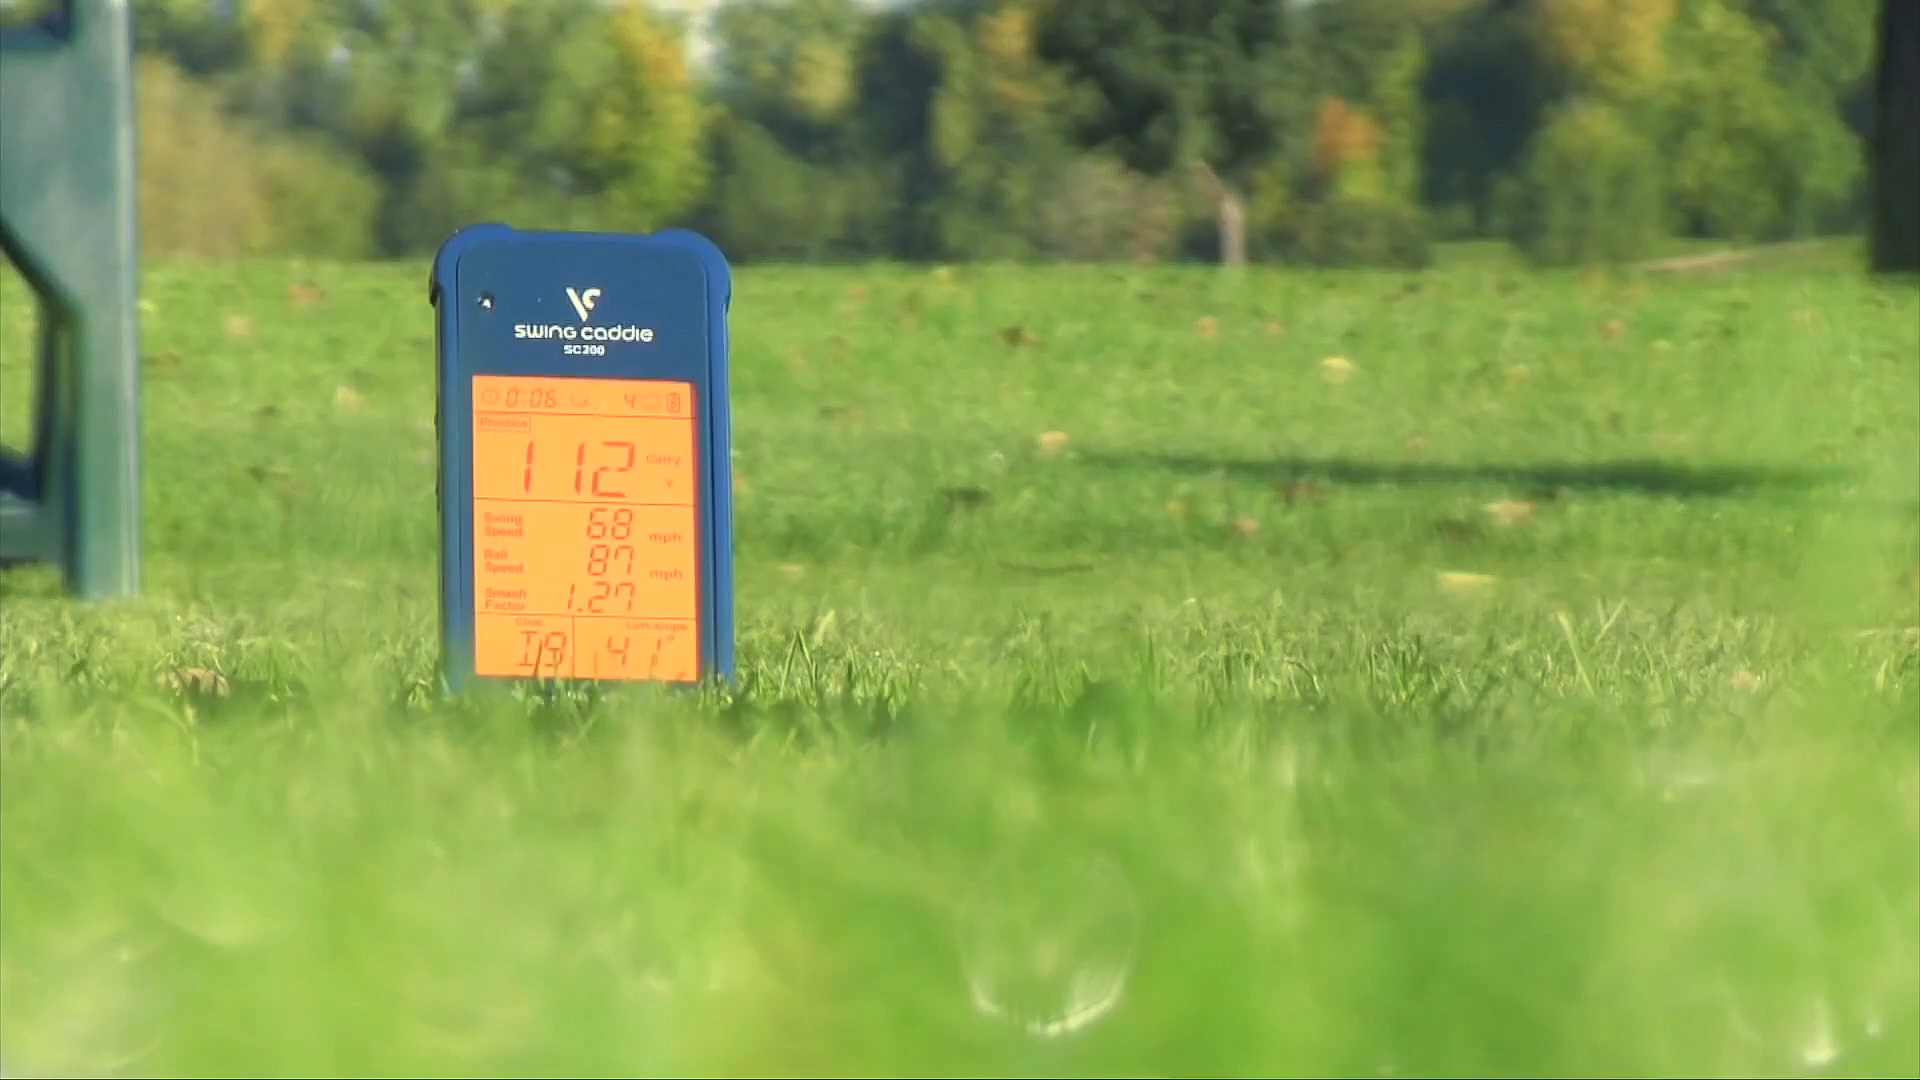 swing caddie
SC200
0:06 4
Practice
112 Carry
Y
Swing Speed 68 mph
Ball Speed 87 mph
Smash Factor 1.27
Club Loft Angle
I9 41°